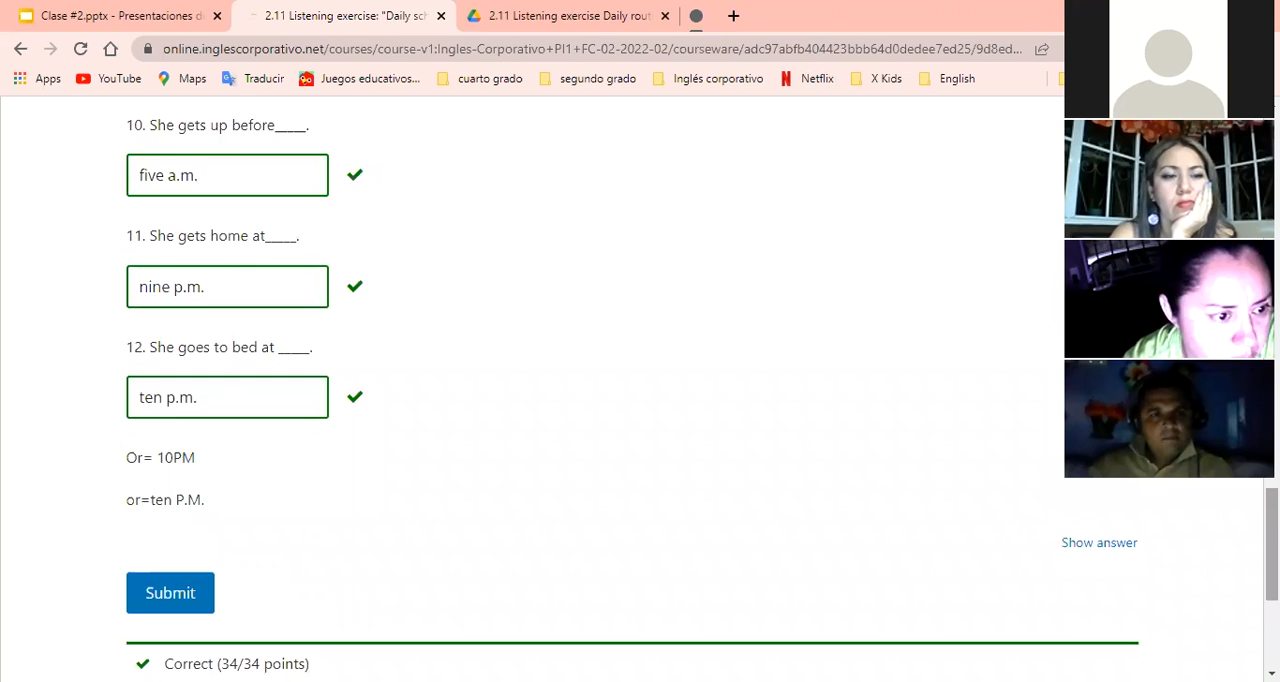 Clase #2.pptx - Presentaciones d
2.11 Listening exercise: "Daily sch
2.11 Listening exercise Daily rout
online.inglescorporativo.net/courses/course-v1:Ingles-Corporativo+PI1+FC-02-2022-02/courseware/adc97abfb404423bbb64d0dedee7ed25/9d8ed...
Apps
YouTube
Maps
Traducir
Juegos educativos...
cuarto grado
segundo grado
Inglés corporativo
Netflix
X Kids
English
10. She gets up before_____.
five a.m.
11. She gets home at_____.
nine p.m.
12. She goes to bed at _____.
ten p.m.
Or= 10PM
or=ten P.M.
Show answer
Submit
Correct (34/34 points)